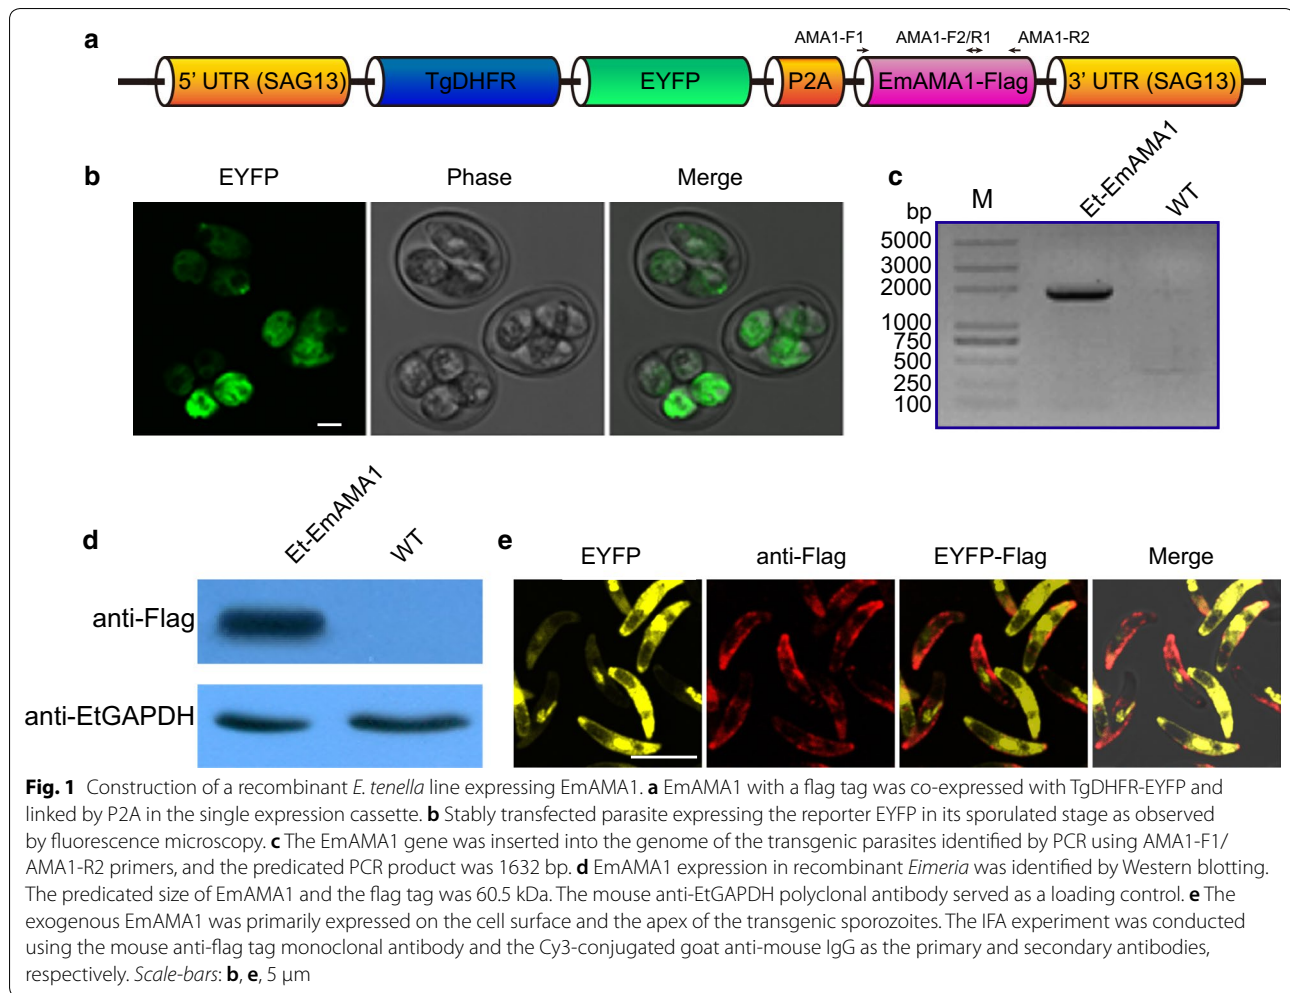 a
AMA1-F1 AMA1-F2/R1 AMA1-R2
5' UTR (SAG13) TgDHFR EYFP P2A EmAMA1-Flag 3' UTR (SAG13)
b EYFP Phase Merge
c
bp M Et-EmAMA1 WT
5000
3000
2000
1000
750
500
250
100
d Et-EmAMA1 WT
anti-Flag
anti-EtGAPDH
e EYFP anti-Flag EYFP-Flag Merge
Fig. 1 Construction of a recombinant E. tenella line expressing EmAMA1. a EmAMA1 with a flag tag was co-expressed with TgDHFR-EYFP and
linked by P2A in the single expression cassette. b Stably transfected parasite expressing the reporter EYFP in its sporulated stage as observed
by fluorescence microscopy. c The EmAMA1 gene was inserted into the genome of the transgenic parasites identified by PCR using AMA1-F1/
AMA1-R2 primers, and the predicated PCR product was 1632 bp. d EmAMA1 expression in recombinant Eimeria was identified by Western blotting.
The predicated size of EmAMA1 and the flag tag was 60.5 kDa. The mouse anti-EtGAPDH polyclonal antibody served as a loading control. e The
exogenous EmAMA1 was primarily expressed on the cell surface and the apex of the transgenic sporozoites. The IFA experiment was conducted
using the mouse anti-flag tag monoclonal antibody and the Cy3-conjugated goat anti-mouse IgG as the primary and secondary antibodies,
respectively. Scale-bars: b, e, 5 μm